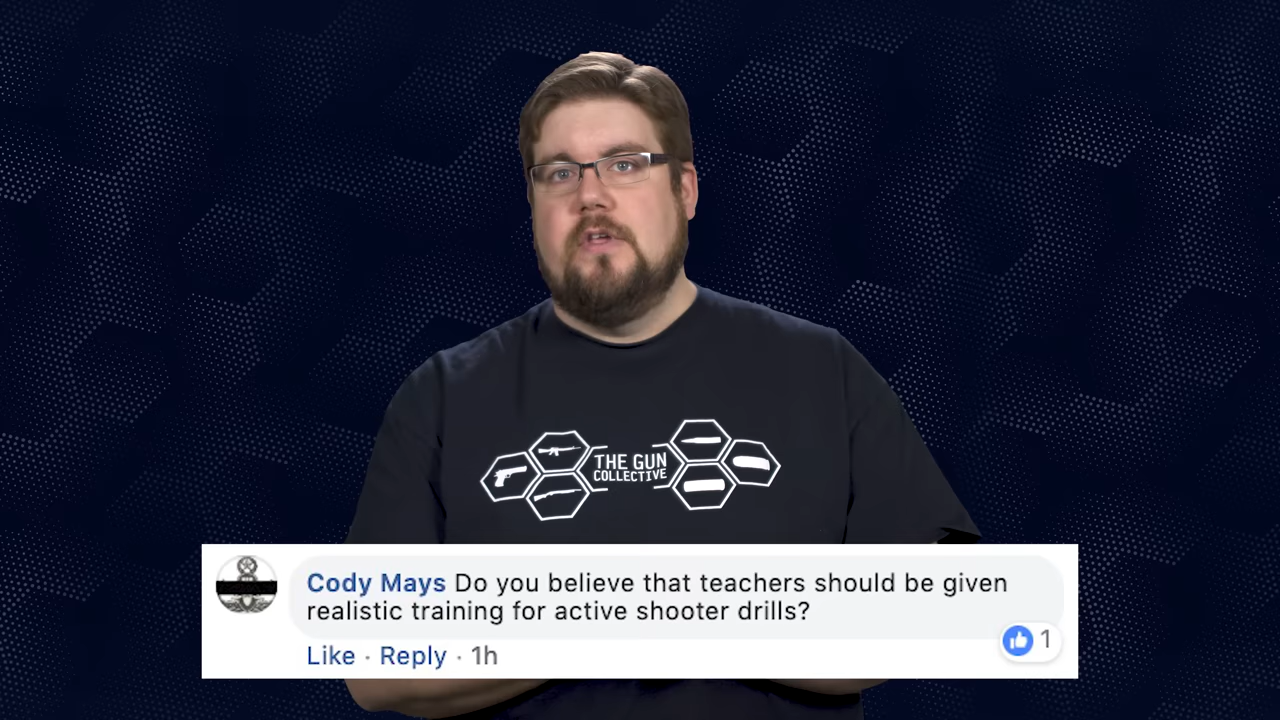 THE GUN
COLLECTIVE
Cody Mays Do you believe that teachers should be given
realistic training for active shooter drills?
1
Like · Reply · 1h